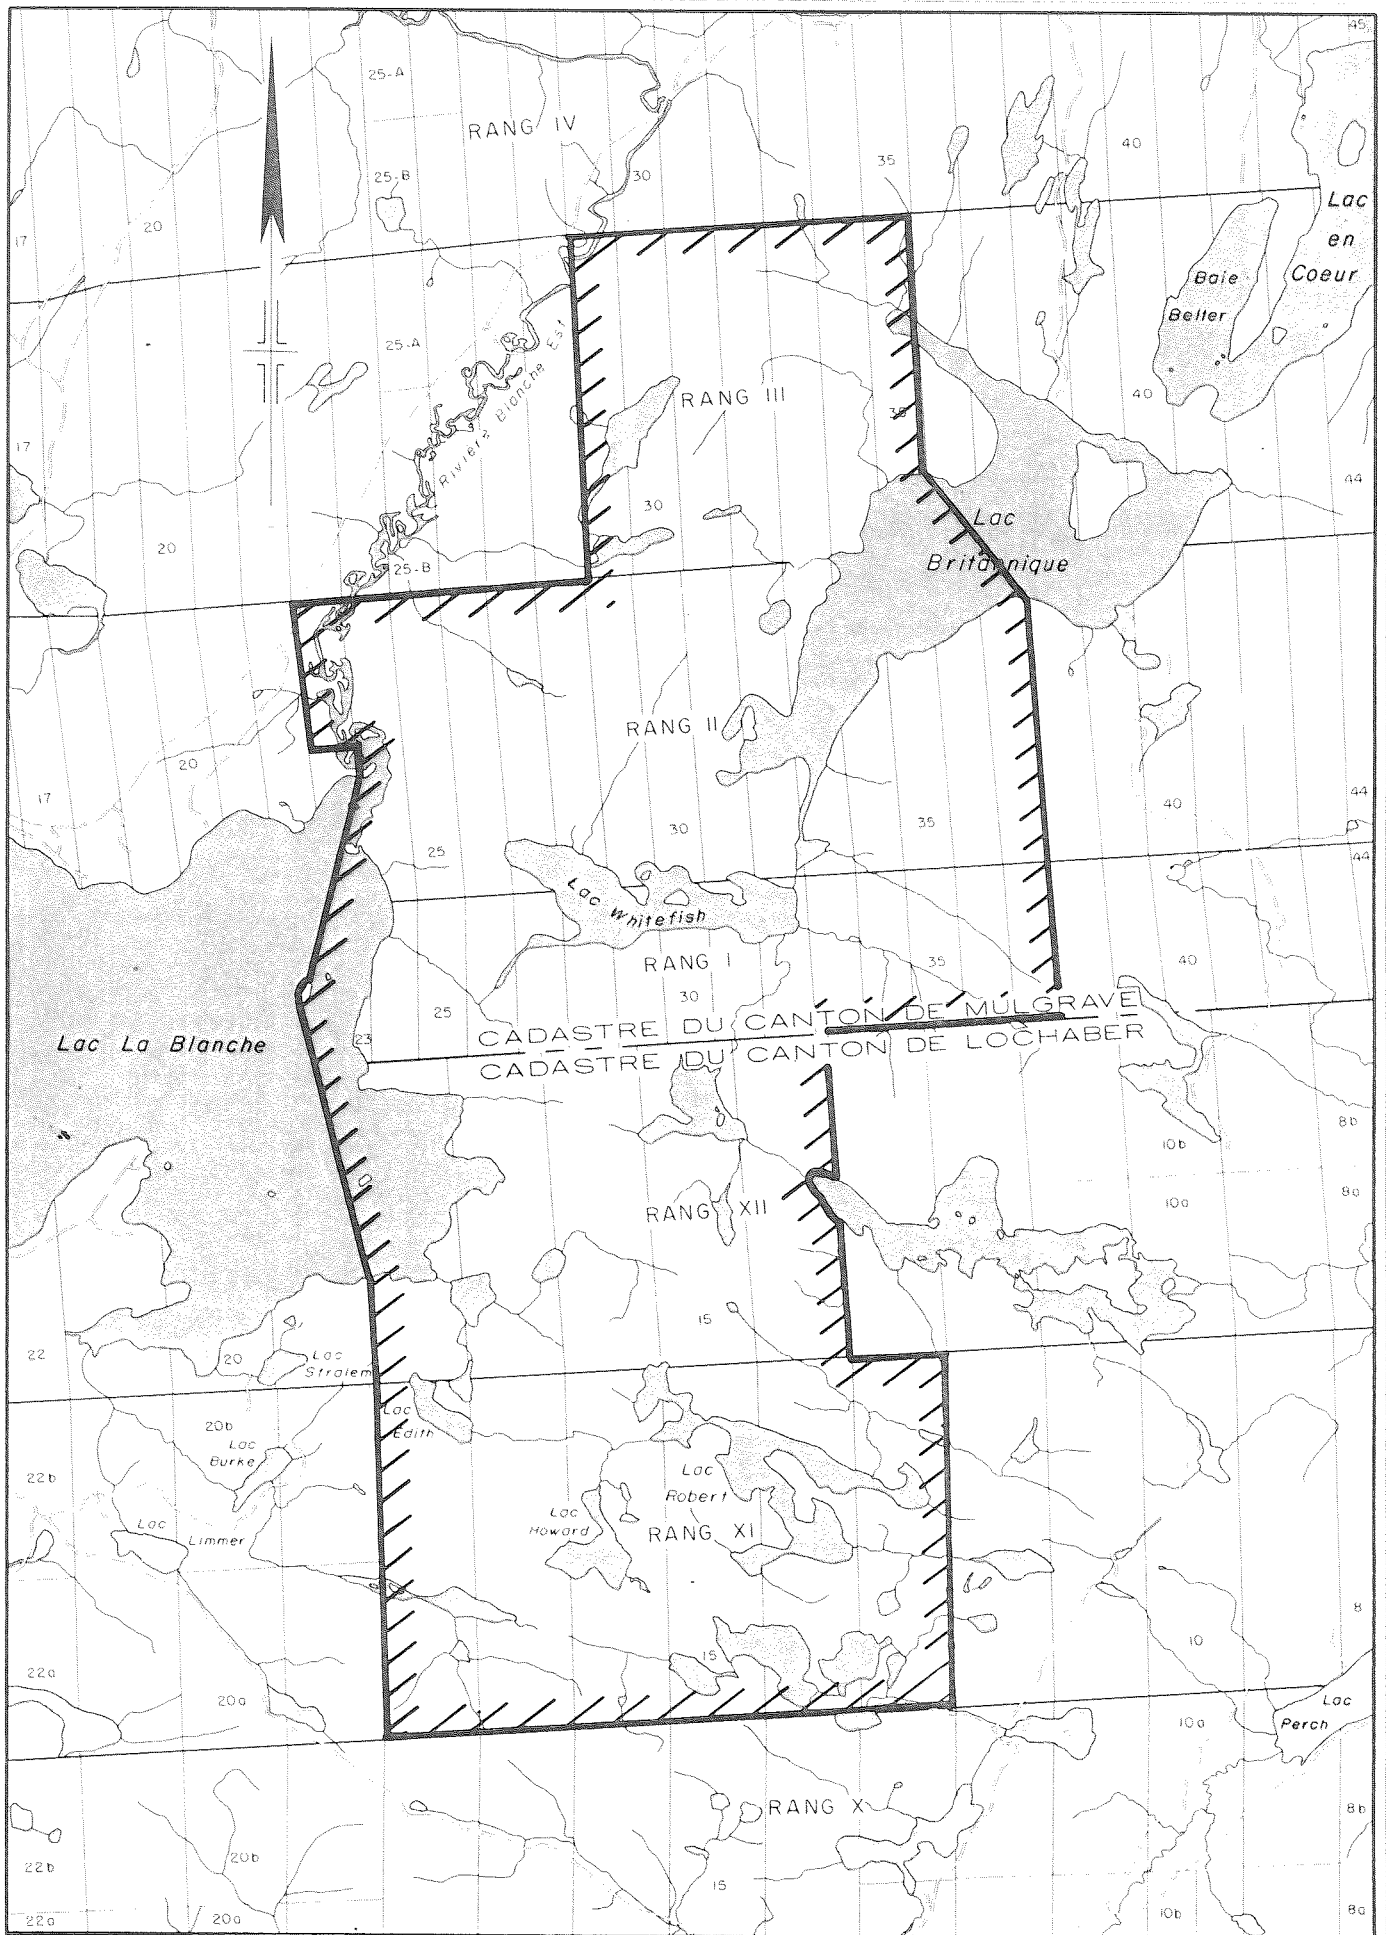 45
25-A
RANG IV
40
35
30
25-B
20
17
Lac
en
Coeur
Baie
Belter
25-A
Rivière Blanche Est
RANG III
40
35
17
44
30
20
25-B
Lac
Britannique
RANG II
20
17
44
40
35
30
25
44
Lac Whitefish
RANG I
35
40
30
25
23
CADASTRE DU CANTON DE MULGRAVE
CADASTRE DU CANTON DE LOCHABER
Lac La Blanche
8b
10b
8a
10a
RANG XII
15
22
20
Lac
Stralem
Lac
Edith
20b
Lac
Burke
22b
Lac
Robert
Lac
Howard
RANG XI
Lac
Limmer
8
10
15
22a
20a
Lac
Perch
10a
RANG X
8b
20b
22b
15
22a
20a
10b
8a